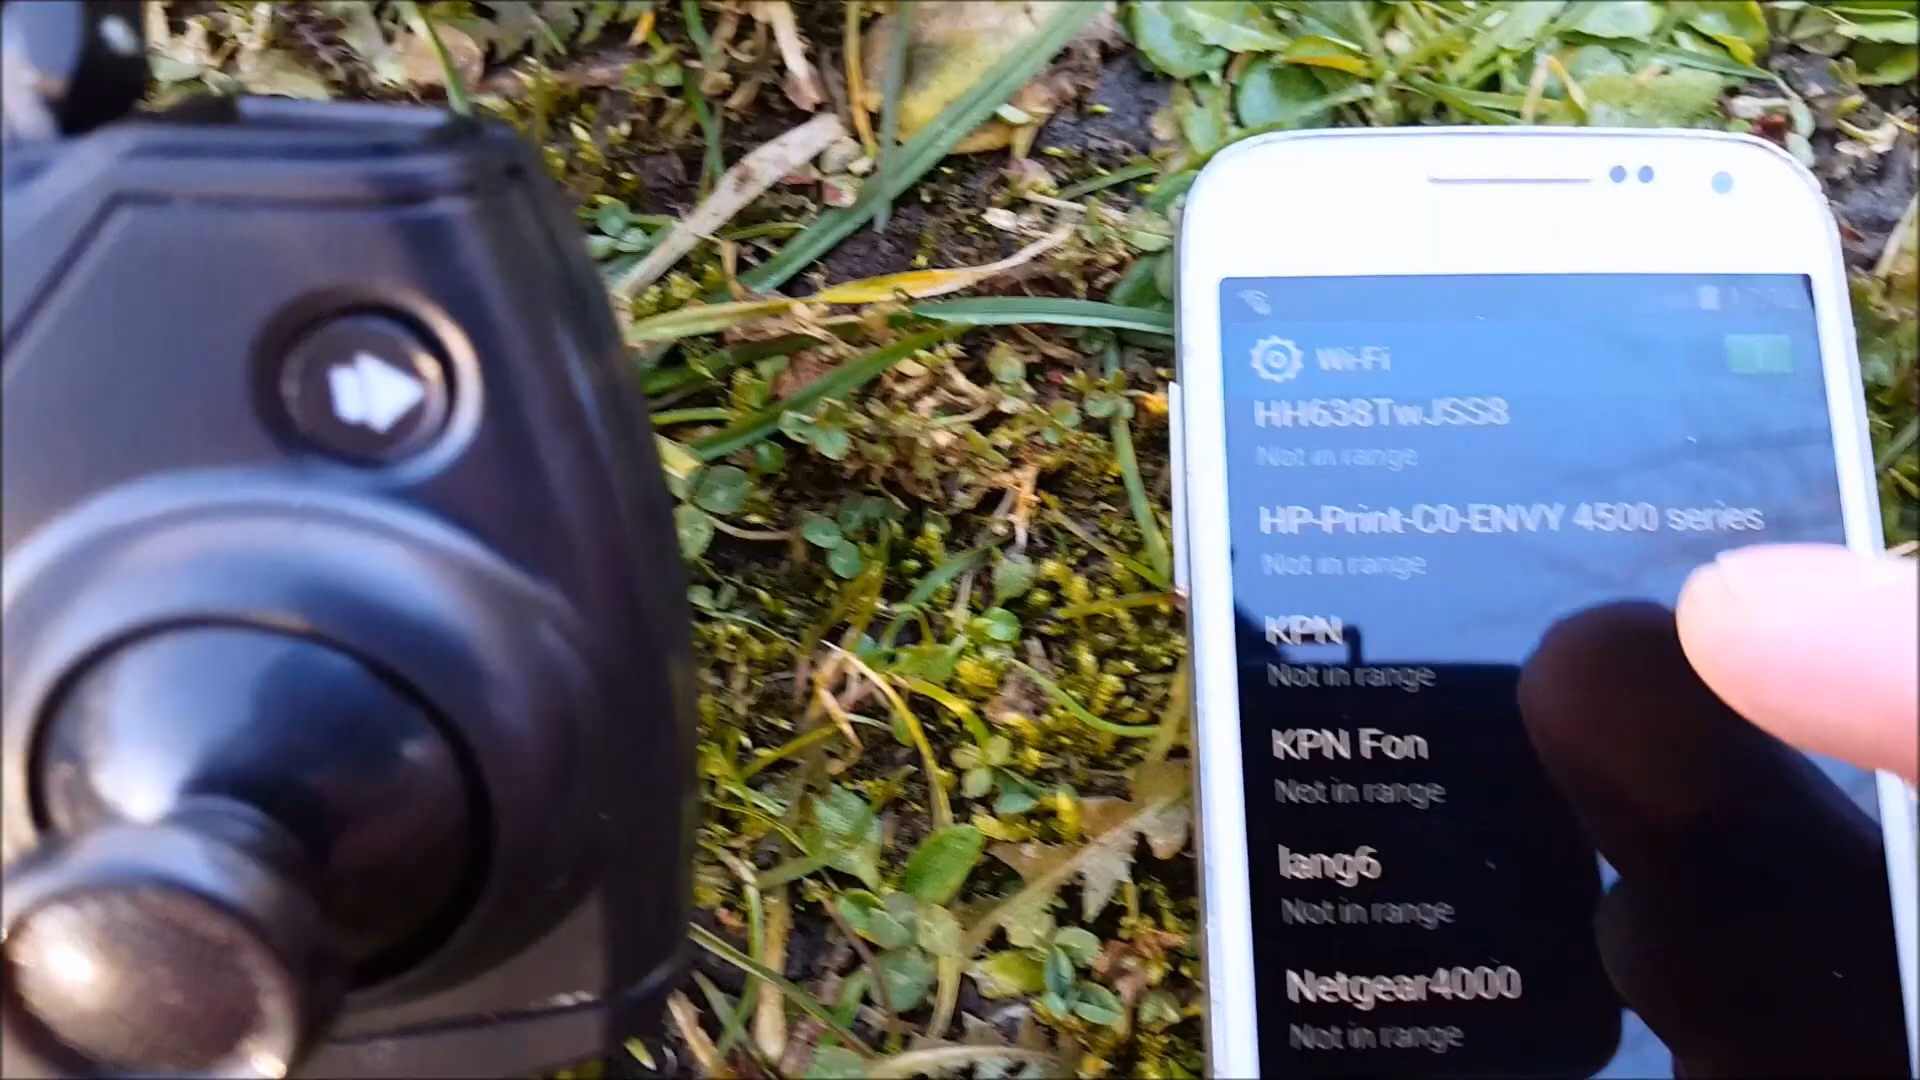 Wi-Fi
HH638TwJSS8
Not in range
HP-Print-C0-ENVY 4500 series
Not in range
KPN
Not in range
KPN Fon
Not in range
lang6
Not in range
Netgear4000
Not in range